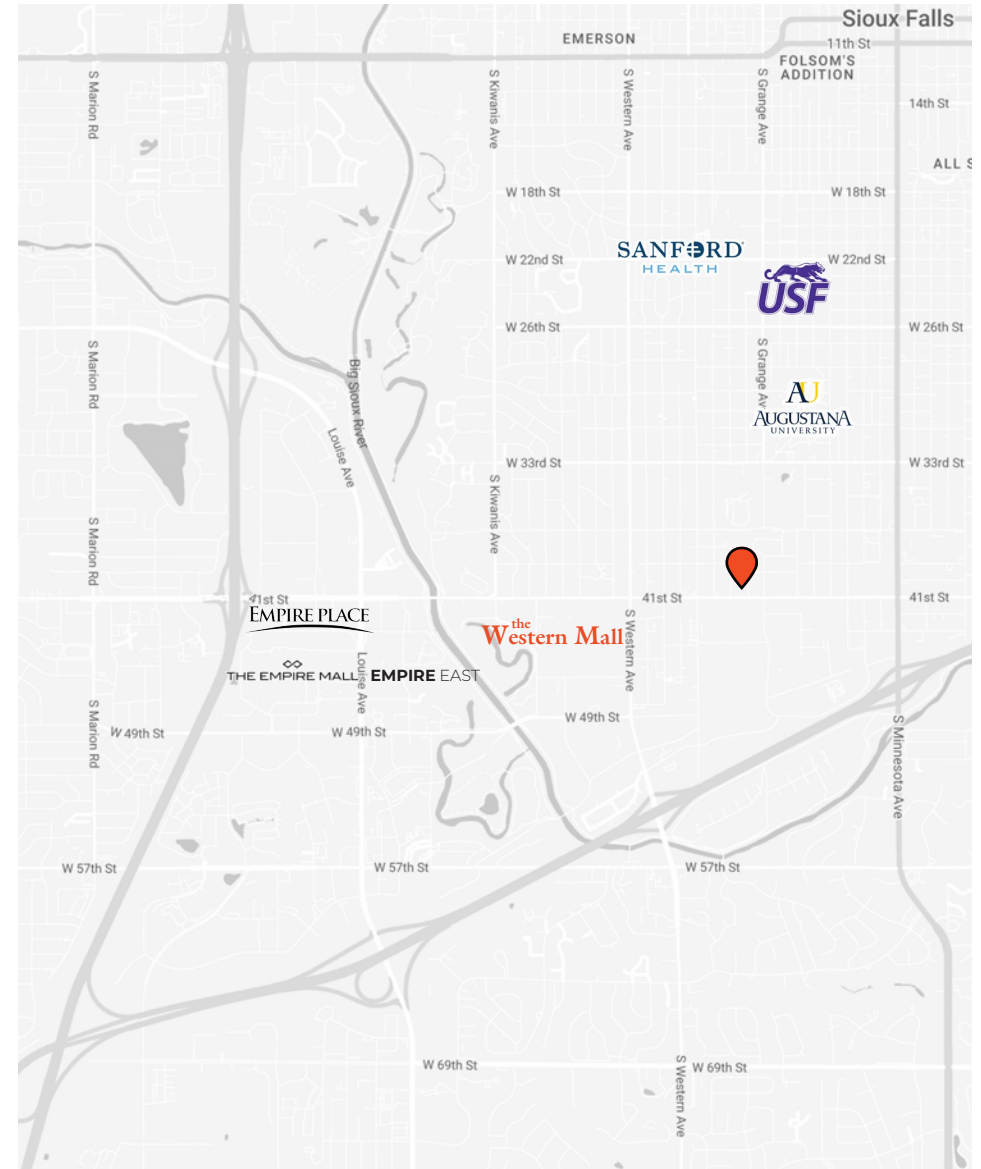 Sioux Falls
EMERSON
11th St
FOLSOM'S
ADDITION
S Marion Rd
S Kiwanis Ave
S Western Ave
S Grange Ave
14th St
ALL S
W 18th St
W 18th St
SANFORD
HEALTH
W 22nd St
W 22nd St
USF
W 26th St
W 26th St
S Marion Rd
Big Sioux River
S Grange Av
AU
AUGUSTANA
UNIVERSITY
Louise Ave
W 33rd St
W 33rd St
S Kiwanis Ave
S Marion Rd
41st St
41st St
41st St
EMPIRE PLACE
the
Western Mall
S Western Ave
THE EMPIRE MALL
EMPIRE EAST
Louise Ave
S Marion Rd
W 49th St
W 49th St
W 49th St
S Minnesota Ave
W 57th St
W 57th St
W 57th St
W 69th St
W 69th St
S Western Ave